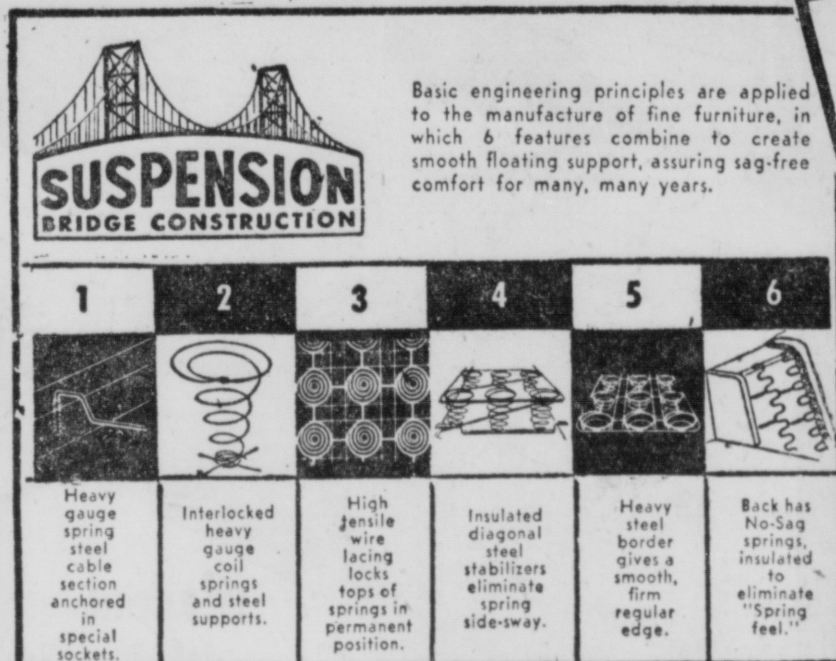 SUSPENSION
BRIDGE CONSTRUCTION
Basic engineering principles are applied
to the manufacture of fine furniture, in
which 6 features combine to create
smooth floating support, assuring sag-free
comfort for many, many years.
1
Heavy
gauge
spring
steel
cable
section
anchored
in
special
sockets.
2
Interlocked
heavy
gauge
coil
springs
and steel
supports.
3
High
tensile
wire
lacing
locks
tops of
springs in
permanent
position.
4
Insulated
diagonal
steel
stabilizers
eliminate
spring
side-sway.
5
Heavy
steel
border
gives a
smooth,
firm
regular
edge.
6
Back has
No-Sag
springs,
insulated
to
eliminate
"Spring
feel."